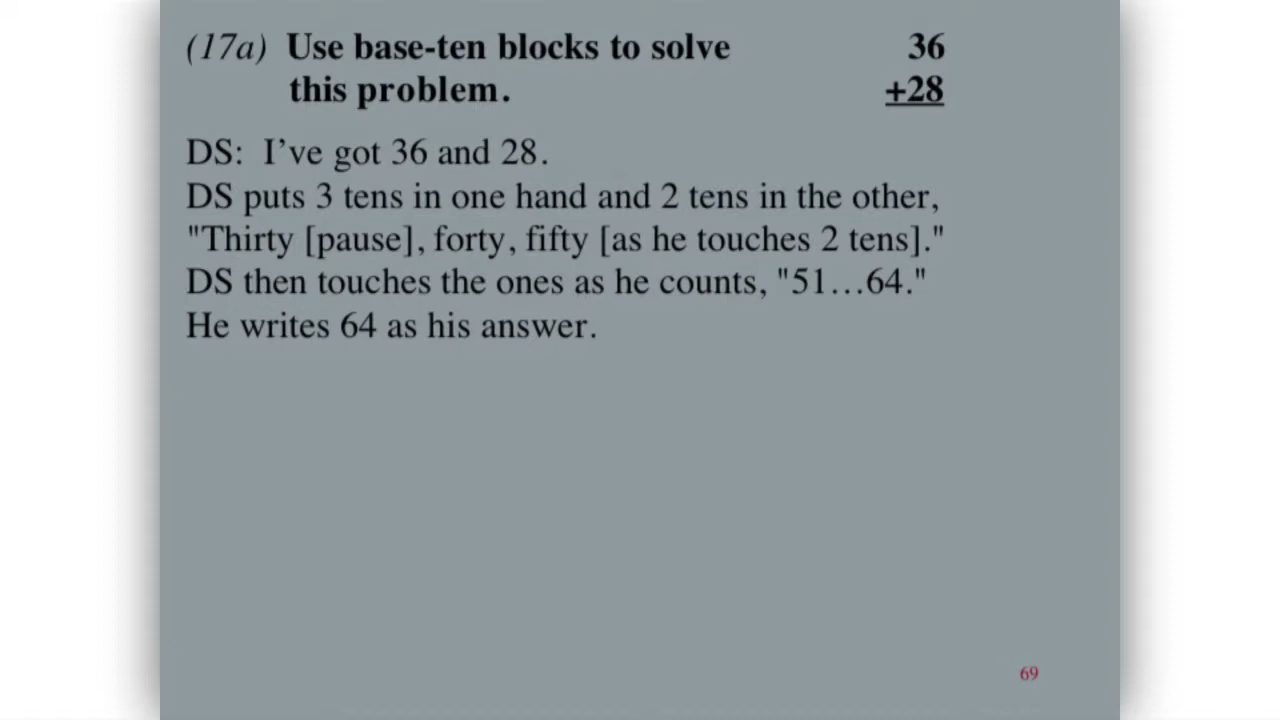 (17a) Use base-ten blocks to solve 36
this problem. +28
DS: I've got 36 and 28.
DS puts 3 tens in one hand and 2 tens in the other,
"Thirty [pause], forty, fifty [as he touches 2 tens]."
DS then touches the ones as he counts, "51…64."
He writes 64 as his answer.
69